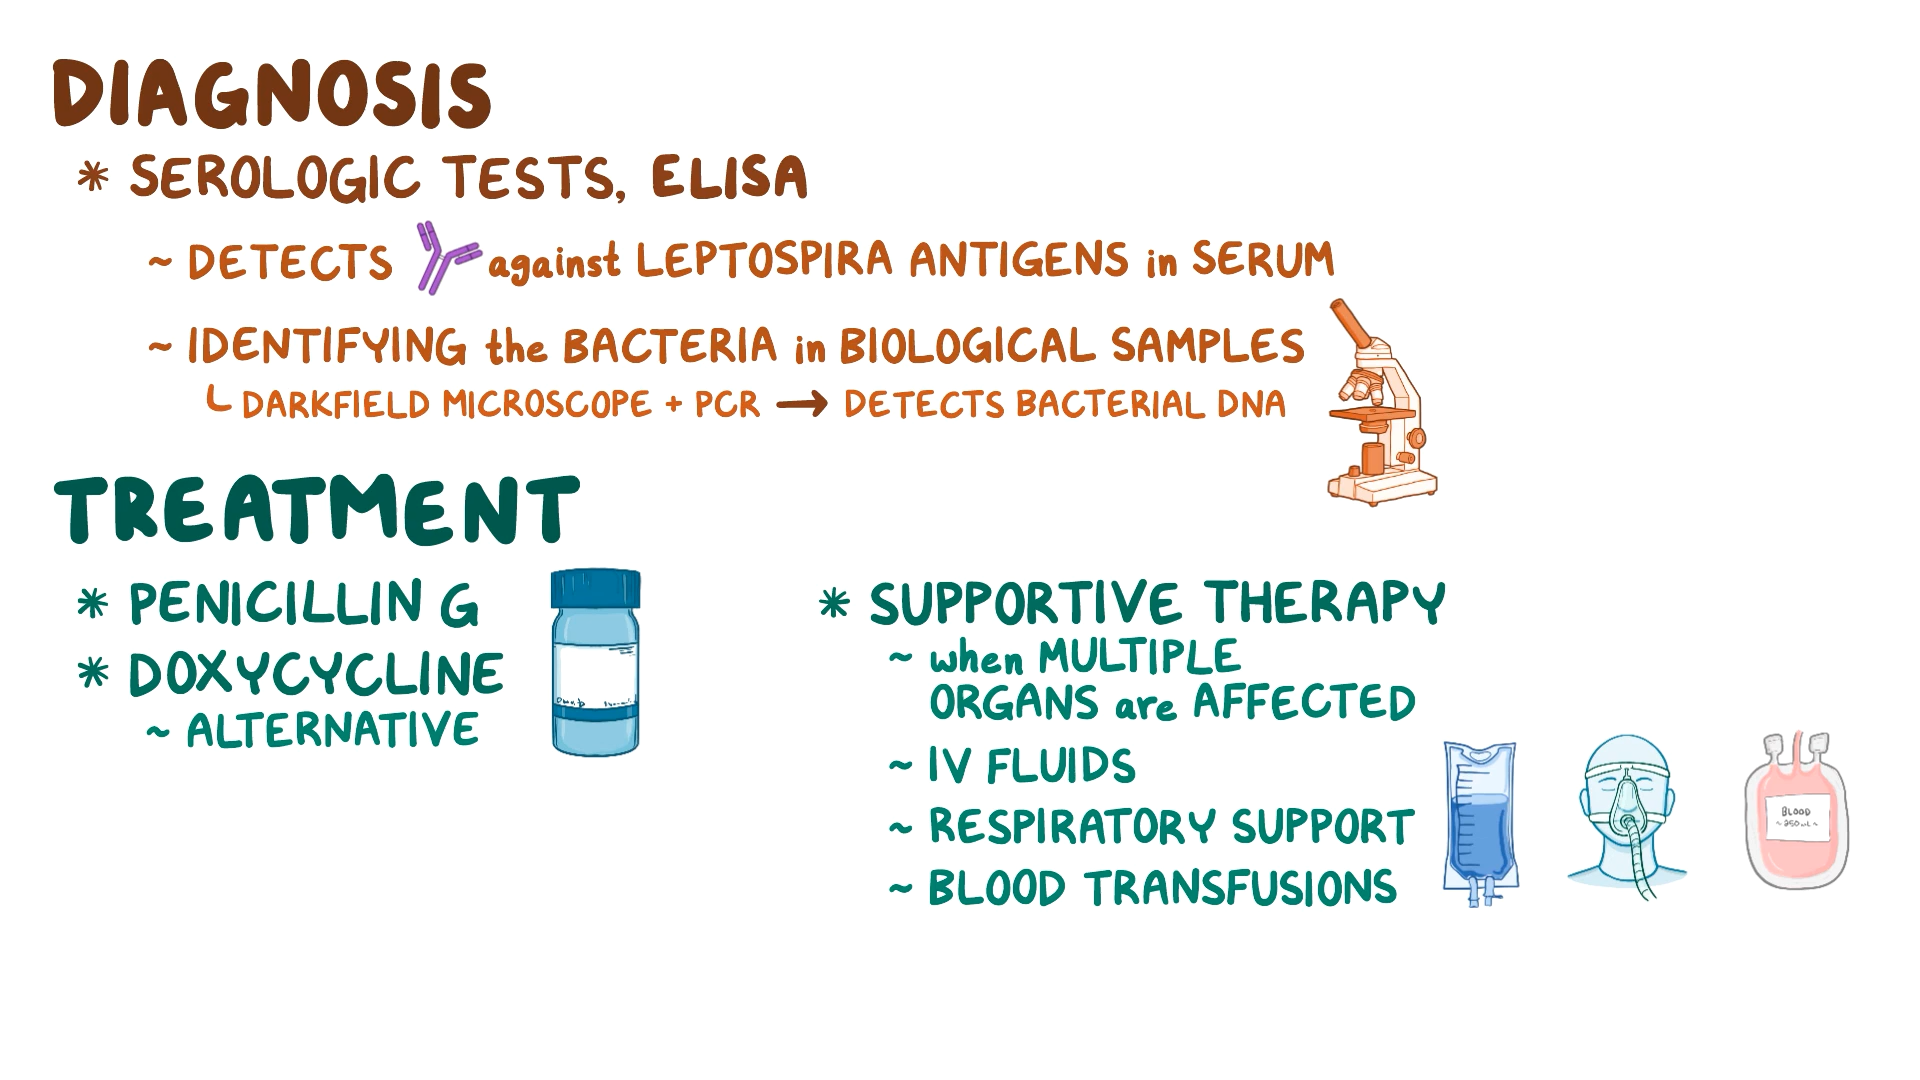 DIAGNOSIS
* SEROLOGIC TESTS, ELISA
~ DETECTS against LEPTOSPIRA ANTIGENS in SERUM
~ IDENTIFYING the BACTERIA in BIOLOGICAL SAMPLES
DARKFIELD MICROSCOPE + PCR → DETECTS BACTERIAL DNA
TREATMENT
* PENICILLIN G
* DOXYCYCLINE
~ ALTERNATIVE
* SUPPORTIVE THERAPY
~ when MULTIPLE
ORGANS are AFFECTED
~ IV FLUIDS
~ RESPIRATORY SUPPORT
~ BLOOD TRANSFUSIONS
BLOOD
~ 250 mL ~